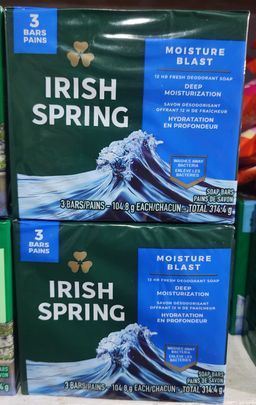 3
BARS
PAINS
IRISH
SPRING
MOISTURE
BLAST
12 HR FRESH DEODORANT SOAP
DEEP
MOISTURIZATION
SAVON DÉSODORISANT
OFFRANT 12 H DE FRAÎCHEUR
HYDRATATION
EN PROFONDEUR
WASHES AWAY
BACTERIA
ENLÈVE LES
BACTÉRIES
SOAP BARS
PAINS DE SAVON
3 BARS/PAINS - 104.8 g EACH/CHACUN - TOTAL 314.4 g
3
BARS
PAINS
IRISH
SPRING
MOISTURE
BLAST
12 HR FRESH DEODORANT SOAP
DEEP
MOISTURIZATION
SAVON DÉSODORISANT
OFFRANT 12 H DE FRAÎCHEUR
HYDRATATION
EN PROFONDEUR
WASHES AWAY
BACTERIA
ENLÈVE LES
BACTÉRIES
SOAP BARS
PAINS DE SAVON
3 BARS/PAINS - 104.8 g EACH/CHACUN - TOTAL 314.4 g